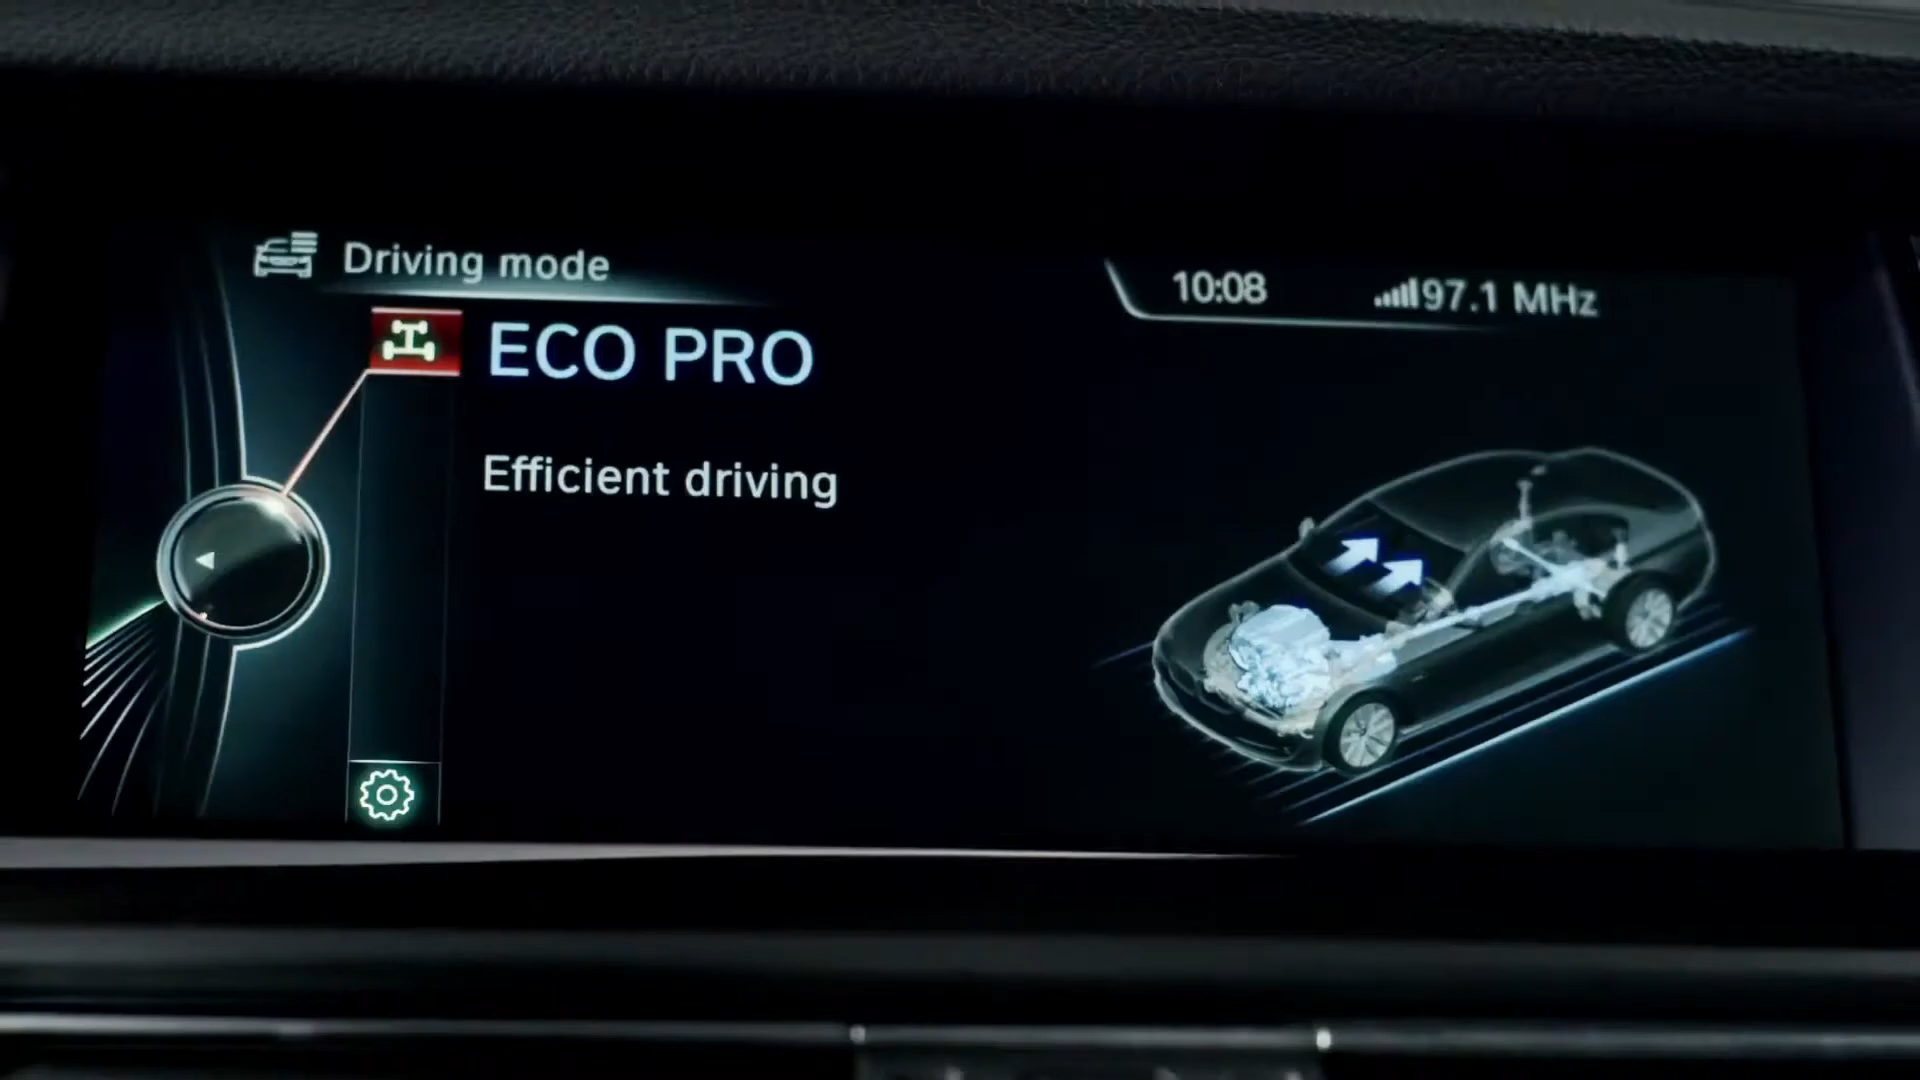 Driving mode
10:08
97.1 MHz
ECO PRO
Efficient driving